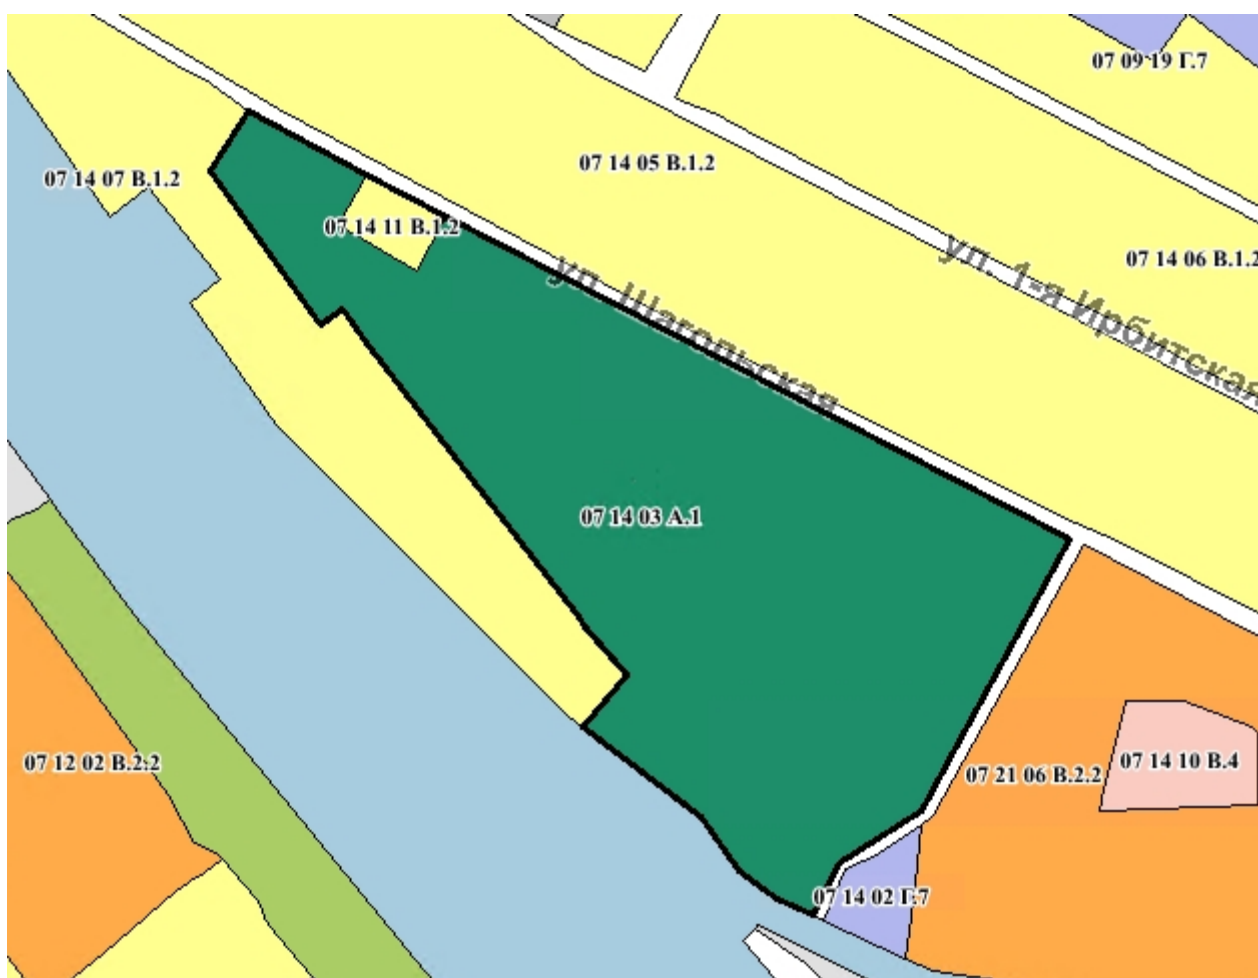 07 09 19 Г.7
07 14 05 В.1.2
07 14 07 В.1.2
07 14 11 В.1.2
07 14 06 В.1.2
ул. Шагольская
ул. 1-я Ирбитская
07 14 03 А.1
07 12 02 В.2.2
07 21 06 В.2.2
07 14 10 В.4
07 14 02 Г.7